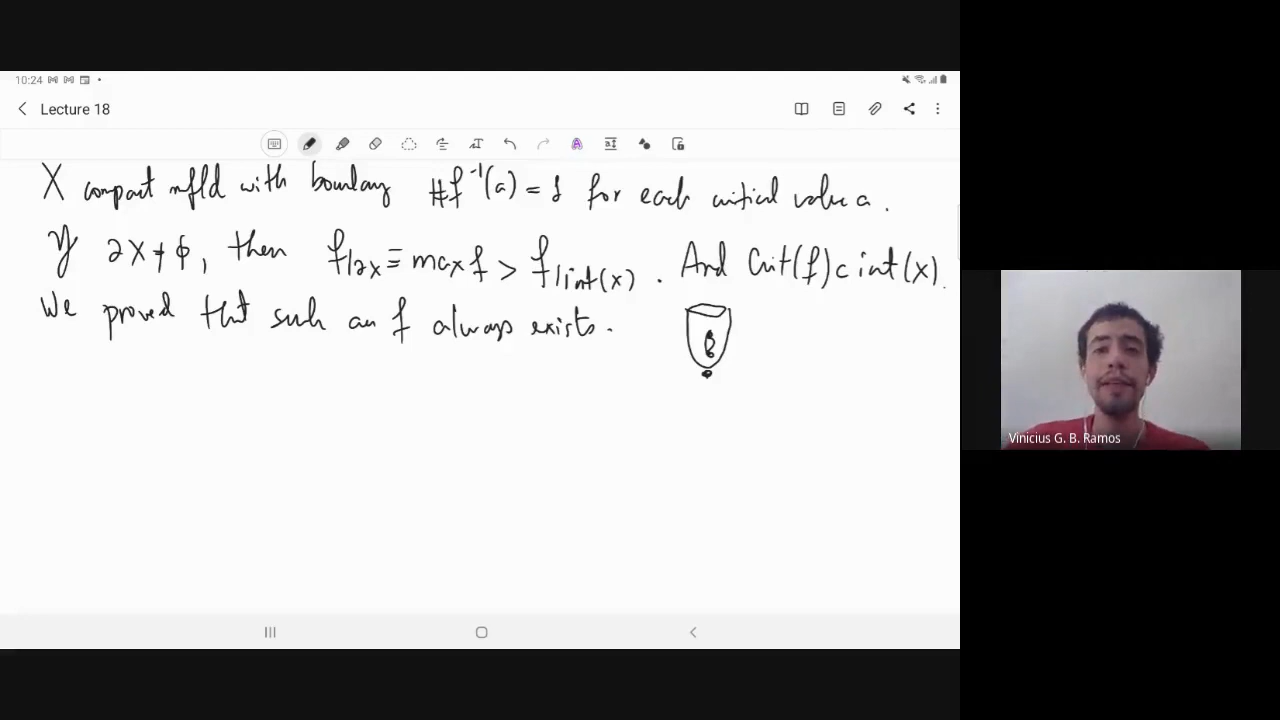 10:24
Lecture 18
X compact mfld with boundary #f⁻¹(a) = 1 for each critical value a.
If ∂X ≠ ∅, then f|∂X ≡ max f > f|int(X). And Crit(f) ⊂ int(X).
We proved that such an f always exists.
Vinicius G. B. Ramos